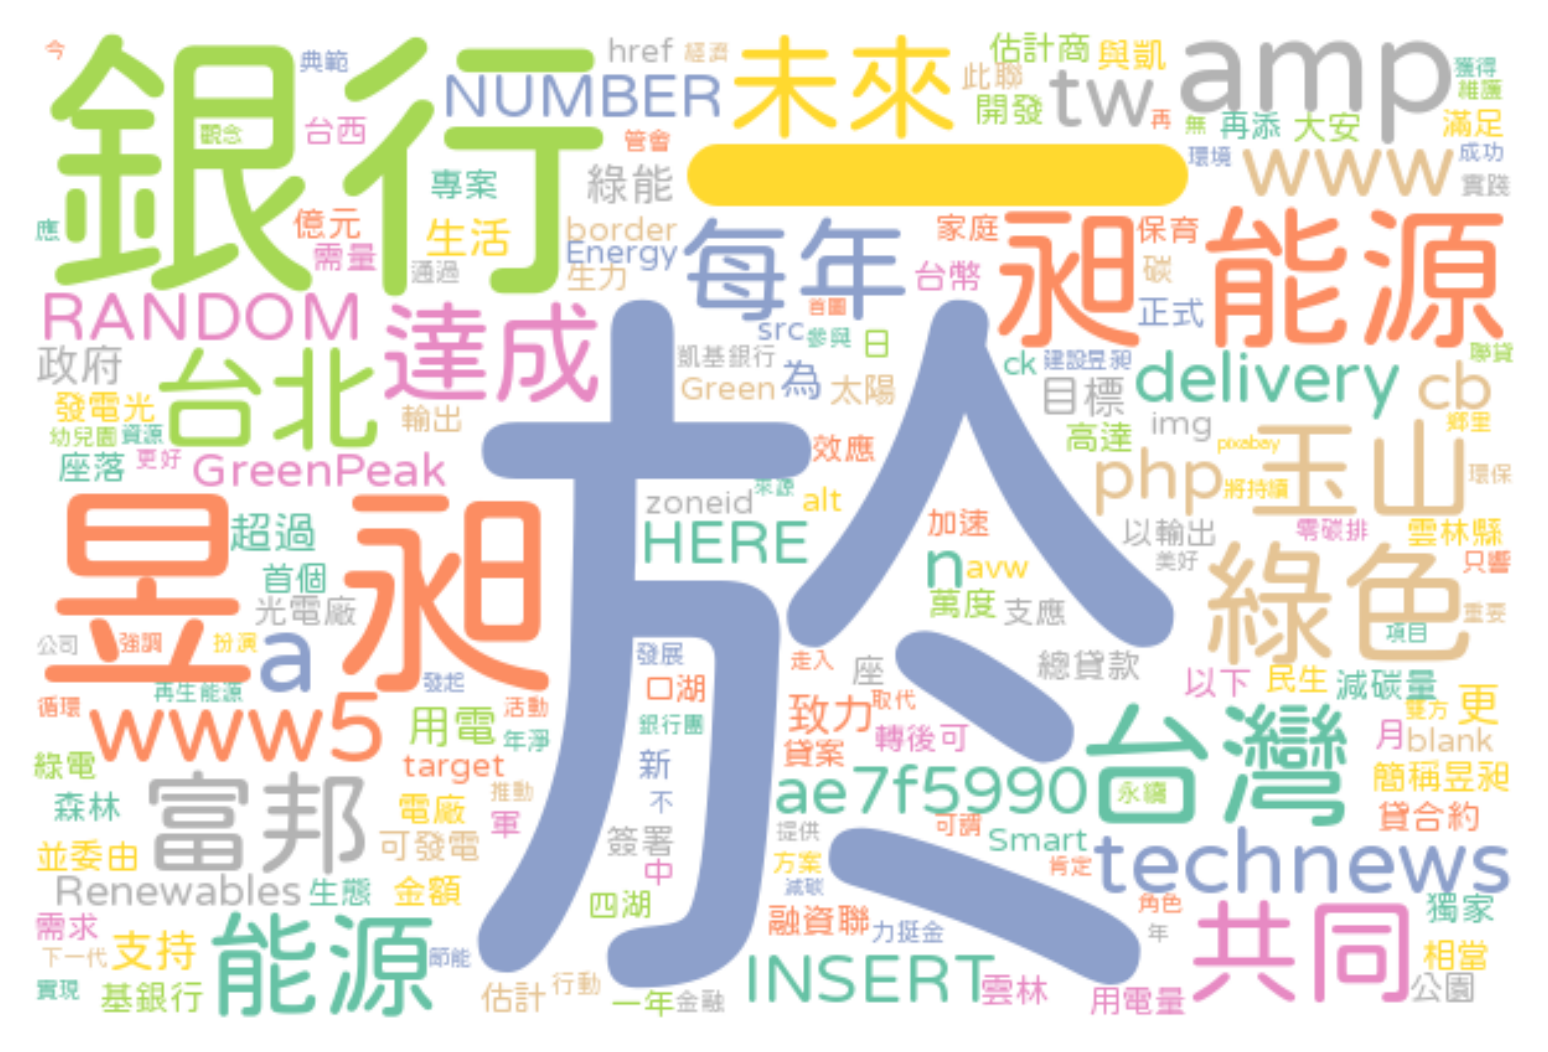 今
銀行
典範
href
經濟
未來
估計商
與凱
amp
獲得
觀念
台西
NUMBER
此聯
開發
tw
再
無
再添
大安
維護
滿足
管會
一
環境
www
成功
實踐
應
專案
綠能
億元
需量
生活
通過
border
Energy
生力
每年
家庭
台幣
昶
保育
碳
正式
能源
RANDOM
達成
首圖
src
參與
日
政府
台北
凱基銀行
Green
為
太陽
ck
建設昱昶
目標
delivery
聯貸
cb
發電光
幼兒園
資源
輸出
於
效應
高達
img
鄉里
座落
更好
GreenPeak
php
pixabay
將持續
玉山
環保
昱昶
超過
zoneid
來源
alt
HERE
加速
以輸出
零碳排
雲林縣
首個
光電廠
n
avw
萬度
支應
美好
綠色
只響
重要
項目
公司
強調
扮演
a
再生能源
發起
發展
走入
座
總貸款
以下
民生
減碳量
循環
www5
用電
活動
年淨
口湖
銀行團
致力
取代
轉後可
貸案
台灣
雙方
更
月
blank
綠電
target
新
簡稱昱昶
森林
富邦
電廠
推動
軍
不
ae7f5990
永續
貸合約
並委由
可發電
簽署
提供
可謂
Smart
technews
中
方案
肯定
Renewables
生態
金額
四湖
減碳
角色
獨家
需求
下一代
支持
能源
節能
融資聯
力挺金
年
共同
相當
實現
基銀行
估計
行動
一年
金融
INSERT
雲林
用電量
公園